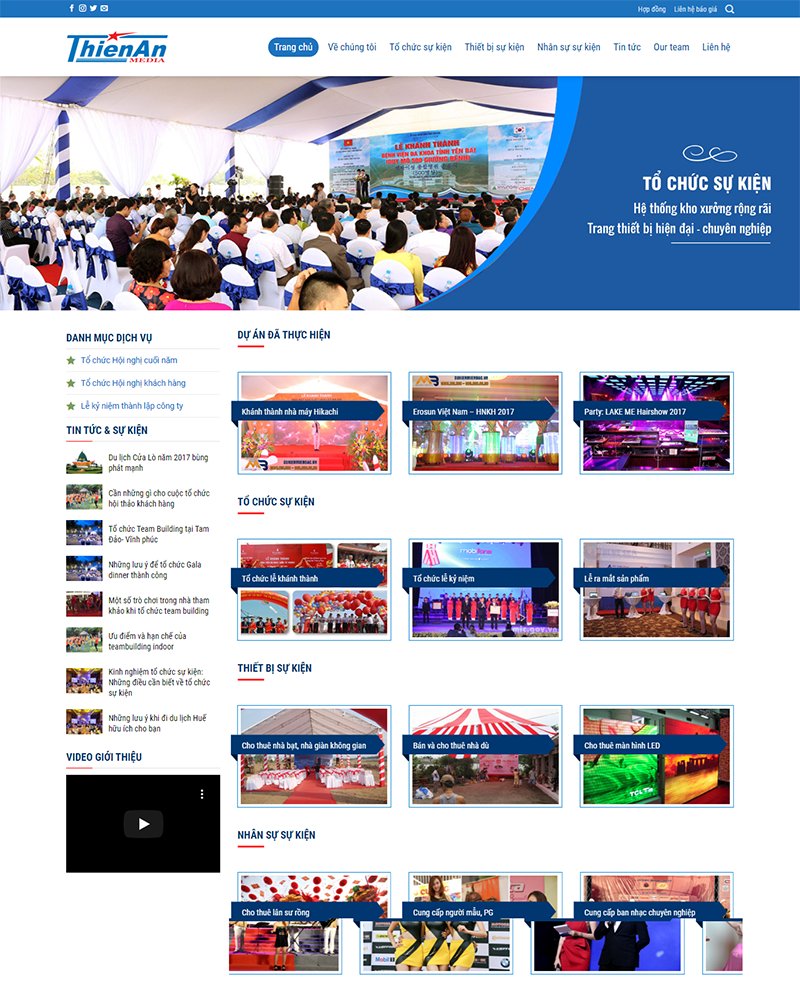 Hợp đồng
Liên hệ báo giá
ThienAn
MEDIA
Trang chủ
Về chúng tôi
Tổ chức sự kiện
Thiết bị sự kiện
Nhân sự sự kiện
Tin tức
Our team
Liên hệ
LỄ KHÁNH THÀNH
BỆNH VIỆN ĐA KHOA TỈNH YÊN BÁI
TỔ CHỨC SỰ KIỆN
Hệ thống kho xưởng rộng rãi
Trang thiết bị hiện đại - chuyên nghiệp
DANH MỤC DỊCH VỤ
Tổ chức Hội nghị cuối năm
Tổ chức Hội nghị khách hàng
Lễ kỷ niệm thành lập công ty
TIN TỨC & SỰ KIỆN
Du lịch Cửa Lò năm 2017 bùng
phát mạnh
Cần những gì cho cuộc tổ chức
hội thảo khách hàng
Tổ chức Team Building tại Tam
Đảo- Vĩnh phúc
Những lưu ý để tổ chức Gala
dinner thành công
Một số trò chơi trong nhà tham
khảo khi tổ chức team building
Ưu điểm và hạn chế của
teambuilding indoor
Kinh nghiệm tổ chức sự kiện:
Những điều cần biết về tổ chức
sự kiện
Những lưu ý khi đi du lịch Huế
hữu ích cho bạn
VIDEO GIỚI THIỆU
DỰ ÁN ĐÃ THỰC HIỆN
Khánh thành nhà máy Hikachi
Erosun Việt Nam – HNKH 2017
Party: LAKE ME Hairshow 2017
TỔ CHỨC SỰ KIỆN
Tổ chức lễ khánh thành
mobifone
Tổ chức lễ kỷ niệm
mic.gov.vn
Lễ ra mắt sản phẩm
THIẾT BỊ SỰ KIỆN
Cho thuê nhà bạt, nhà giàn không gian
Bán và cho thuê nhà dù
Cho thuê màn hình LED
TCL
NHÂN SỰ SỰ KIỆN
Cho thuê lân sư rồng
Cung cấp người mẫu, PG
Cung cấp ban nhạc chuyên nghiệp
Mobil